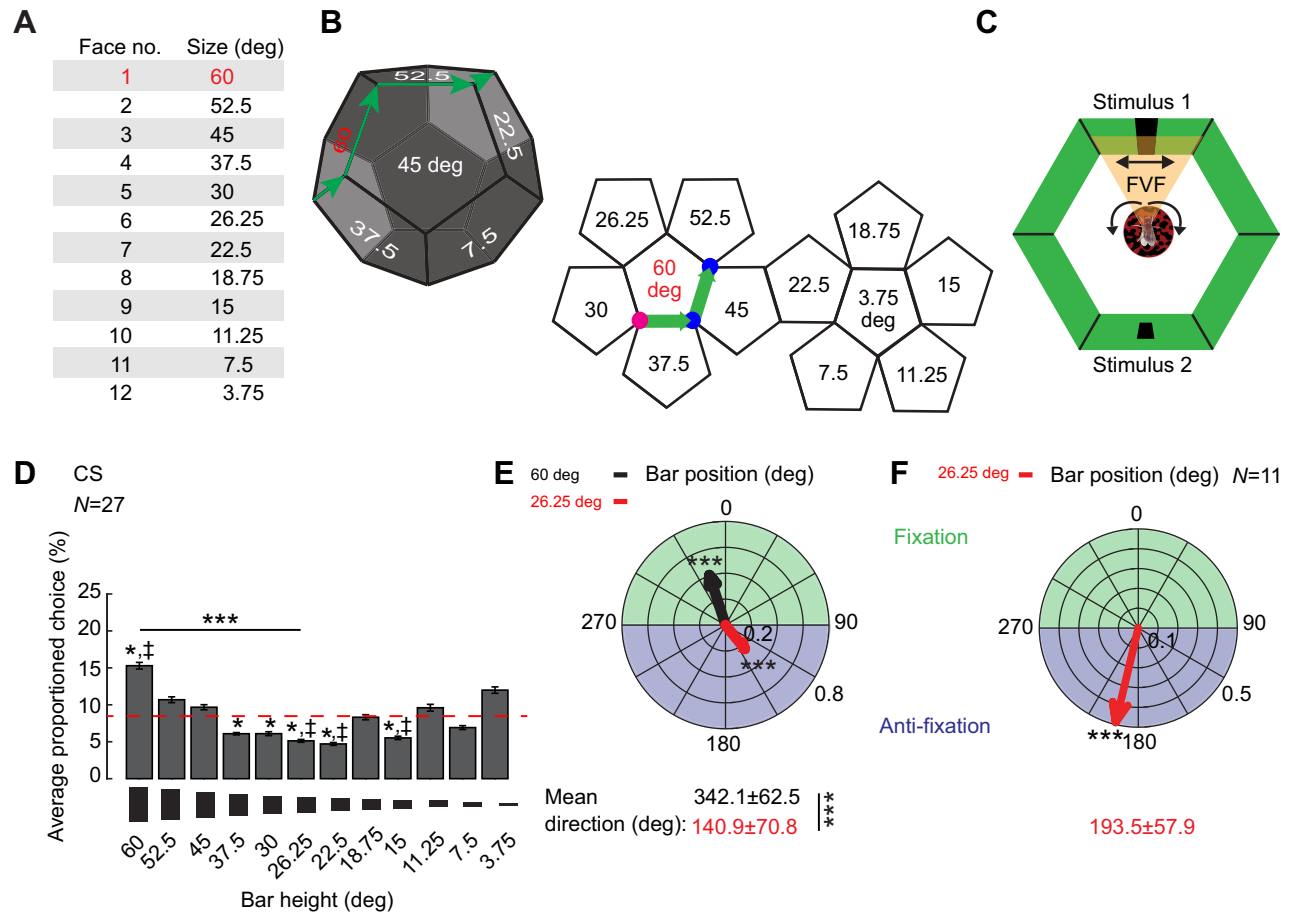 A
Face no. Size (deg)
1 60
2 52.5
3 45
4 37.5
5 30
6 26.25
7 22.5
8 18.75
9 15
10 11.25
11 7.5
12 3.75
B
52.5
60
22.5
45 deg
37.5
7.5
26.25
52.5
60
deg
30
45
37.5
22.5
18.75
3.75
deg
15
7.5
11.25
C
Stimulus 1
FVF
Stimulus 2
D
CS
N=27
Average proportioned choice (%)
25
20
15
10
5
0
***
*,‡
*
*
*,‡
*,‡
*,‡
60
52.5
45
37.5
30
26.25
22.5
18.75
15
11.25
7.5
3.75
Bar height (deg)
E
60 deg
26.25 deg
Bar position (deg)
0
***
270
90
0.2
***
0.8
180
Mean
direction (deg):
342.1±62.5
140.9±70.8
***
F
26.25 deg
Bar position (deg) N=11
Fixation
Anti-fixation
0
270
90
0.1
0.5
***
180
193.5±57.9